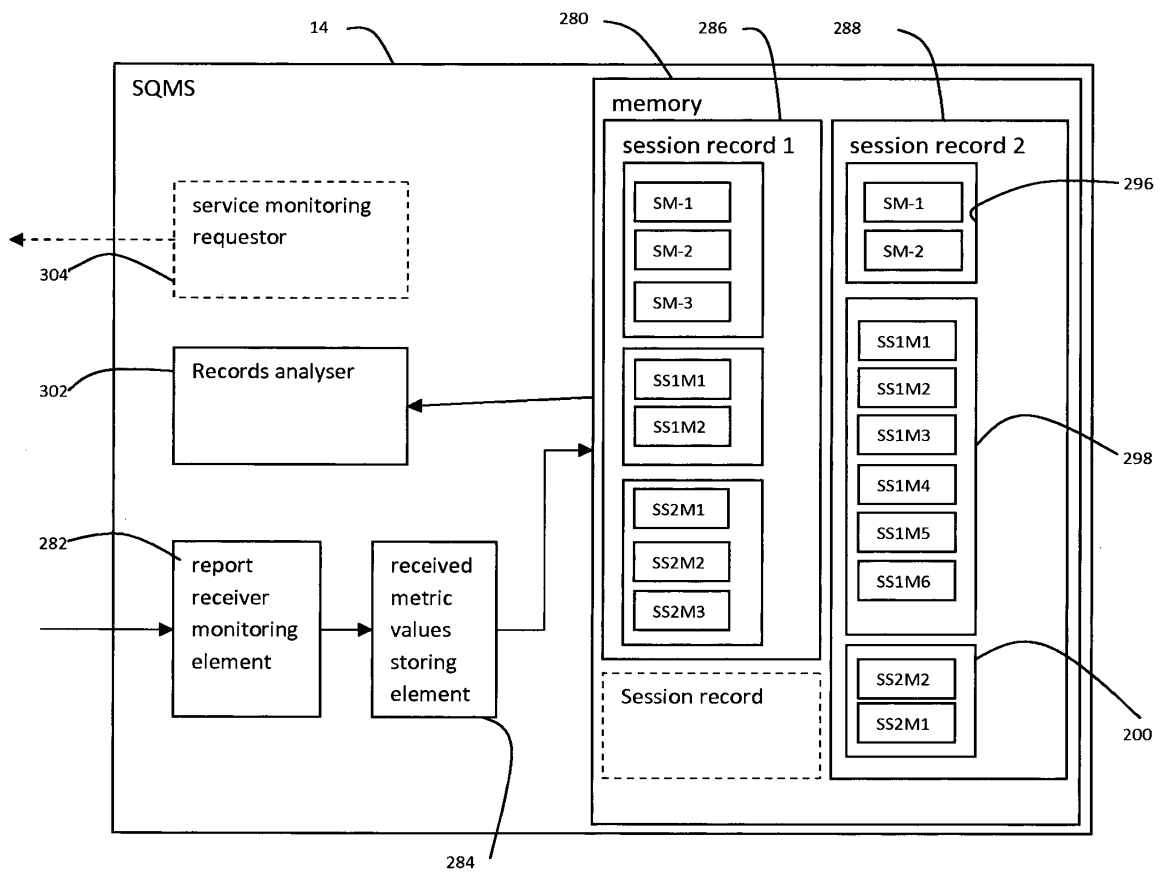 14
280
286
288
SQMS
memory
session record 1
session record 2
service monitoring
requestor
304
SM-1
SM-2
SM-3
SM-1
SM-2
296
Records analyser
302
SS1M1
SS1M2
SS1M1
SS1M2
SS1M3
SS1M4
SS1M5
SS1M6
298
SS2M1
SS2M2
SS2M3
282
report
receiver
monitoring
element
received
metric
values
storing
element
284
Session record
SS2M2
SS2M1
200